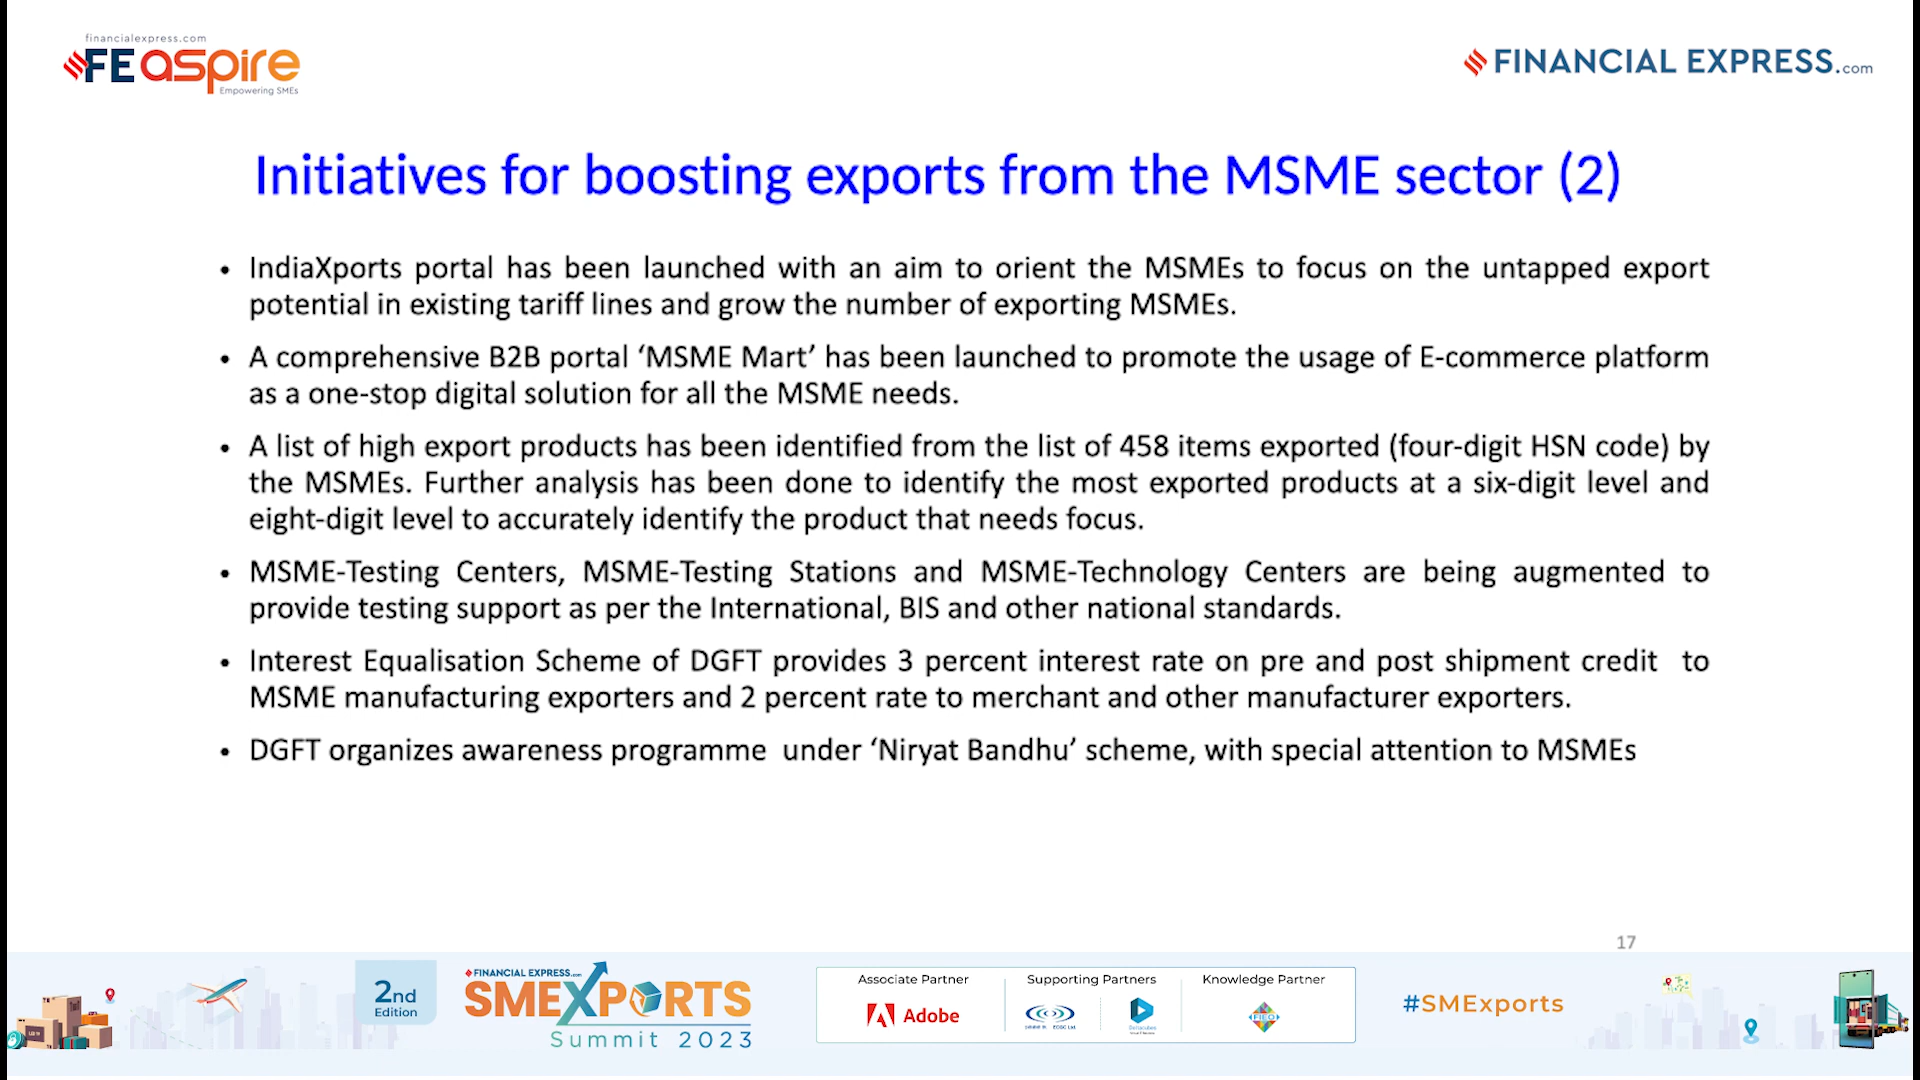 financialexpress.com
FE aspire
Empowering SMEs
FINANCIAL EXPRESS.com
Initiatives for boosting exports from the MSME sector (2)
• IndiaXports portal has been launched with an aim to orient the MSMEs to focus on the untapped export
potential in existing tariff lines and grow the number of exporting MSMEs.
• A comprehensive B2B portal ‘MSME Mart’ has been launched to promote the usage of E-commerce platform
as a one-stop digital solution for all the MSME needs.
• A list of high export products has been identified from the list of 458 items exported (four-digit HSN code) by
the MSMEs. Further analysis has been done to identify the most exported products at a six-digit level and
eight-digit level to accurately identify the product that needs focus.
• MSME-Testing Centers, MSME-Testing Stations and MSME-Technology Centers are being augmented to
provide testing support as per the International, BIS and other national standards.
• Interest Equalisation Scheme of DGFT provides 3 percent interest rate on pre and post shipment credit  to
MSME manufacturing exporters and 2 percent rate to merchant and other manufacturer exporters.
• DGFT organizes awareness programme  under ‘Niryat Bandhu’ scheme, with special attention to MSMEs
17
2nd
Edition
FINANCIAL EXPRESS.com
SMEXPORTS
Summit 2023
Associate Partner
Adobe
Supporting Partners
ECGC Ltd.
Knowledge Partner
FIEO
#SMExports